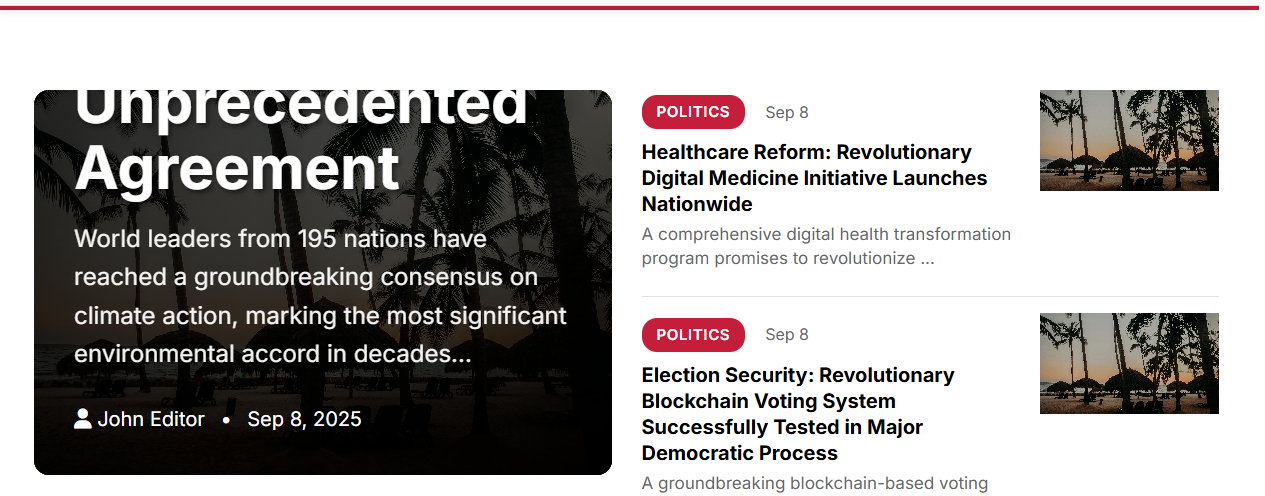 Unprecedented
Agreement
World leaders from 195 nations have
reached a groundbreaking consensus on
climate action, marking the most significant
environmental accord in decades...
John Editor • Sep 8, 2025
POLITICS Sep 8
Healthcare Reform: Revolutionary
Digital Medicine Initiative Launches
Nationwide
A comprehensive digital health transformation
program promises to revolutionize ...
POLITICS Sep 8
Election Security: Revolutionary
Blockchain Voting System
Successfully Tested in Major
Democratic Process
A groundbreaking blockchain-based voting